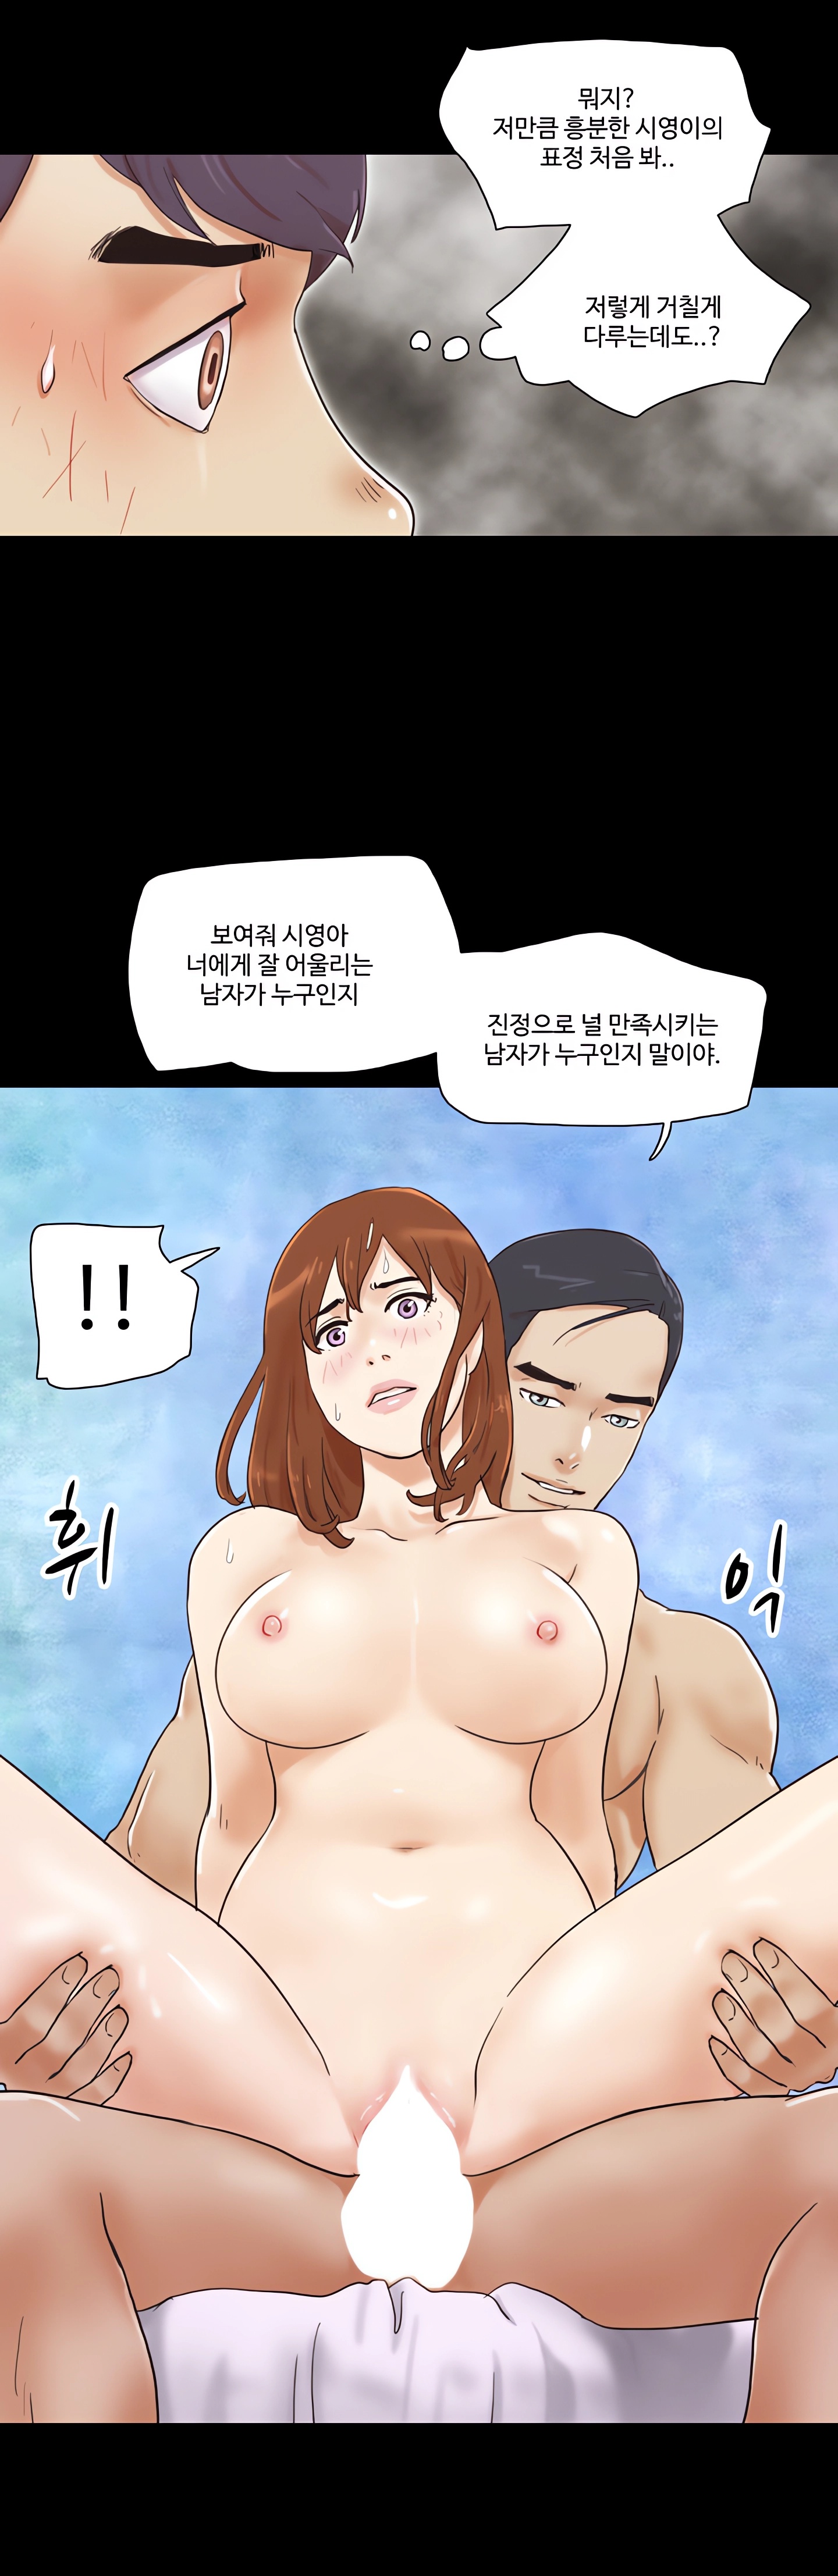 뭐지?
저만큼 흥분한 시영이의
표정 처음 봐..
저렇게 거칠게
다루는데도..?
보여줘 시영아
너에게 잘 어울리는
남자가 누구인지
진정으로 널 만족시키는
남자가 누구인지 말이야.
!!
휘
익